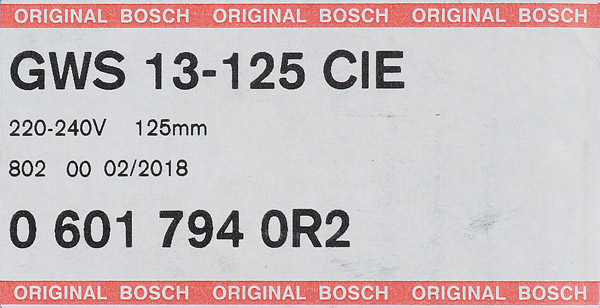 ORIGINAL BOSCH ORIGINAL BOSCH ORIGINAL BOSCH
GWS 13-125 CIE
220-240V 125mm
802 00 02/2018
0 601 794 0R2
ORIGINAL BOSCH ORIGINAL BOSCH ORIGINAL BOSCH